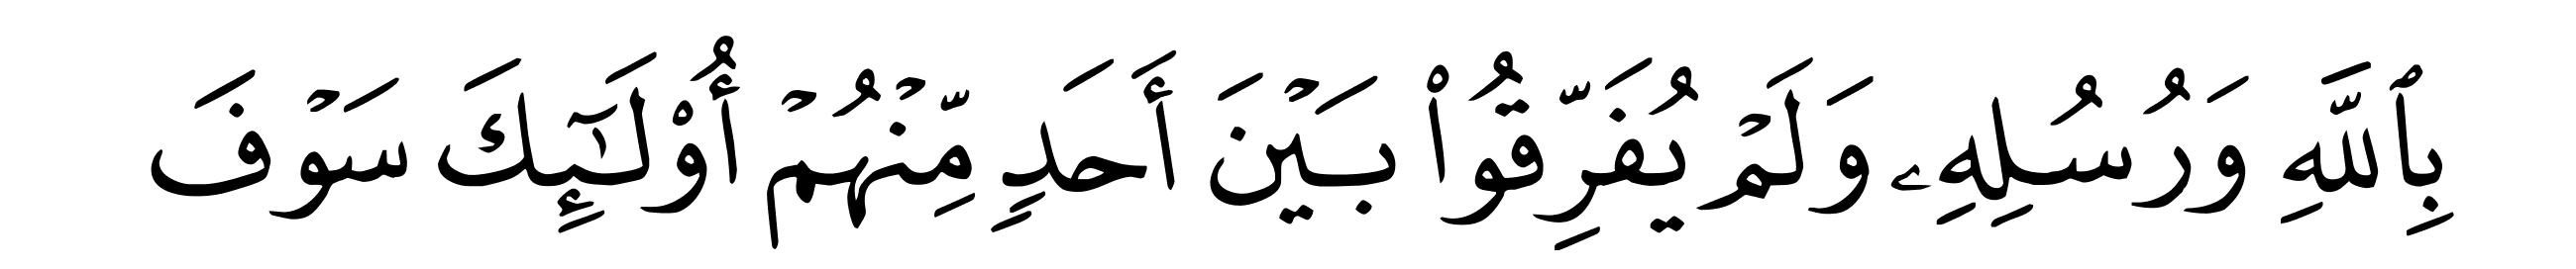 بِٱللَّهِ وَرُسُلِهِۦ وَلَمۡ يُفَرِّقُواْ بَيۡنَ أَحَدٖ مِّنۡهُمۡ أُوْلَـٰٓئِكَ سَوۡفَ